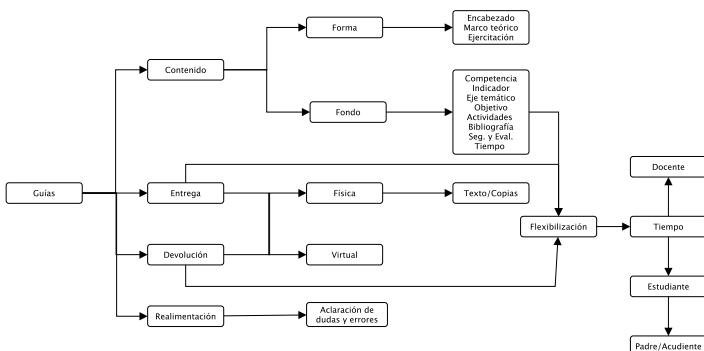 Guías
Contenido
Forma
Encabezado
Marco teórico
Ejercitación
Fondo
Competencia
Indicador
Eje temático
Objetivo
Actividades
Bibliografía
Seg. y Eval.
Tiempo
Entrega
Física
Texto/Copias
Devolución
Virtual
Realimentación
Aclaración de
dudas y errores
Flexibilización
Tiempo
Docente
Estudiante
Padre/Acudiente